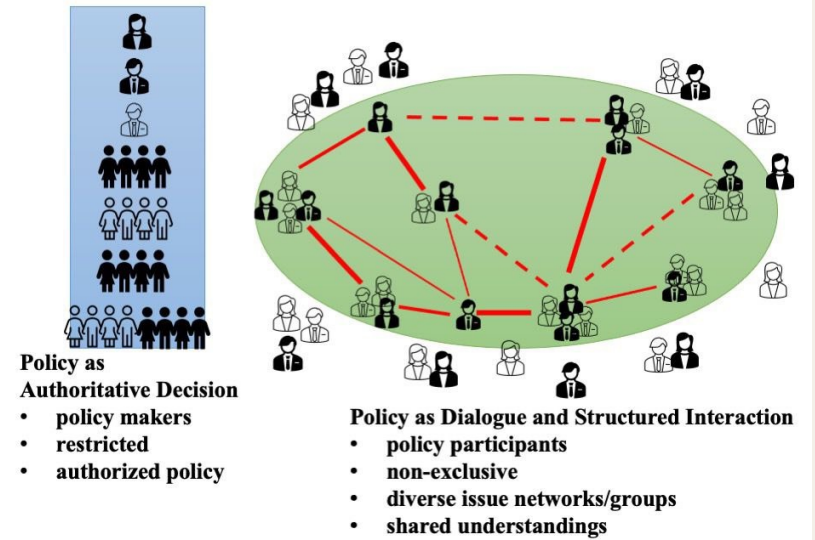 Policy as
Authoritative Decision
• policy makers
• restricted
• authorized policy
Policy as Dialogue and Structured Interaction
• policy participants
• non-exclusive
• diverse issue networks/groups
• shared understandings